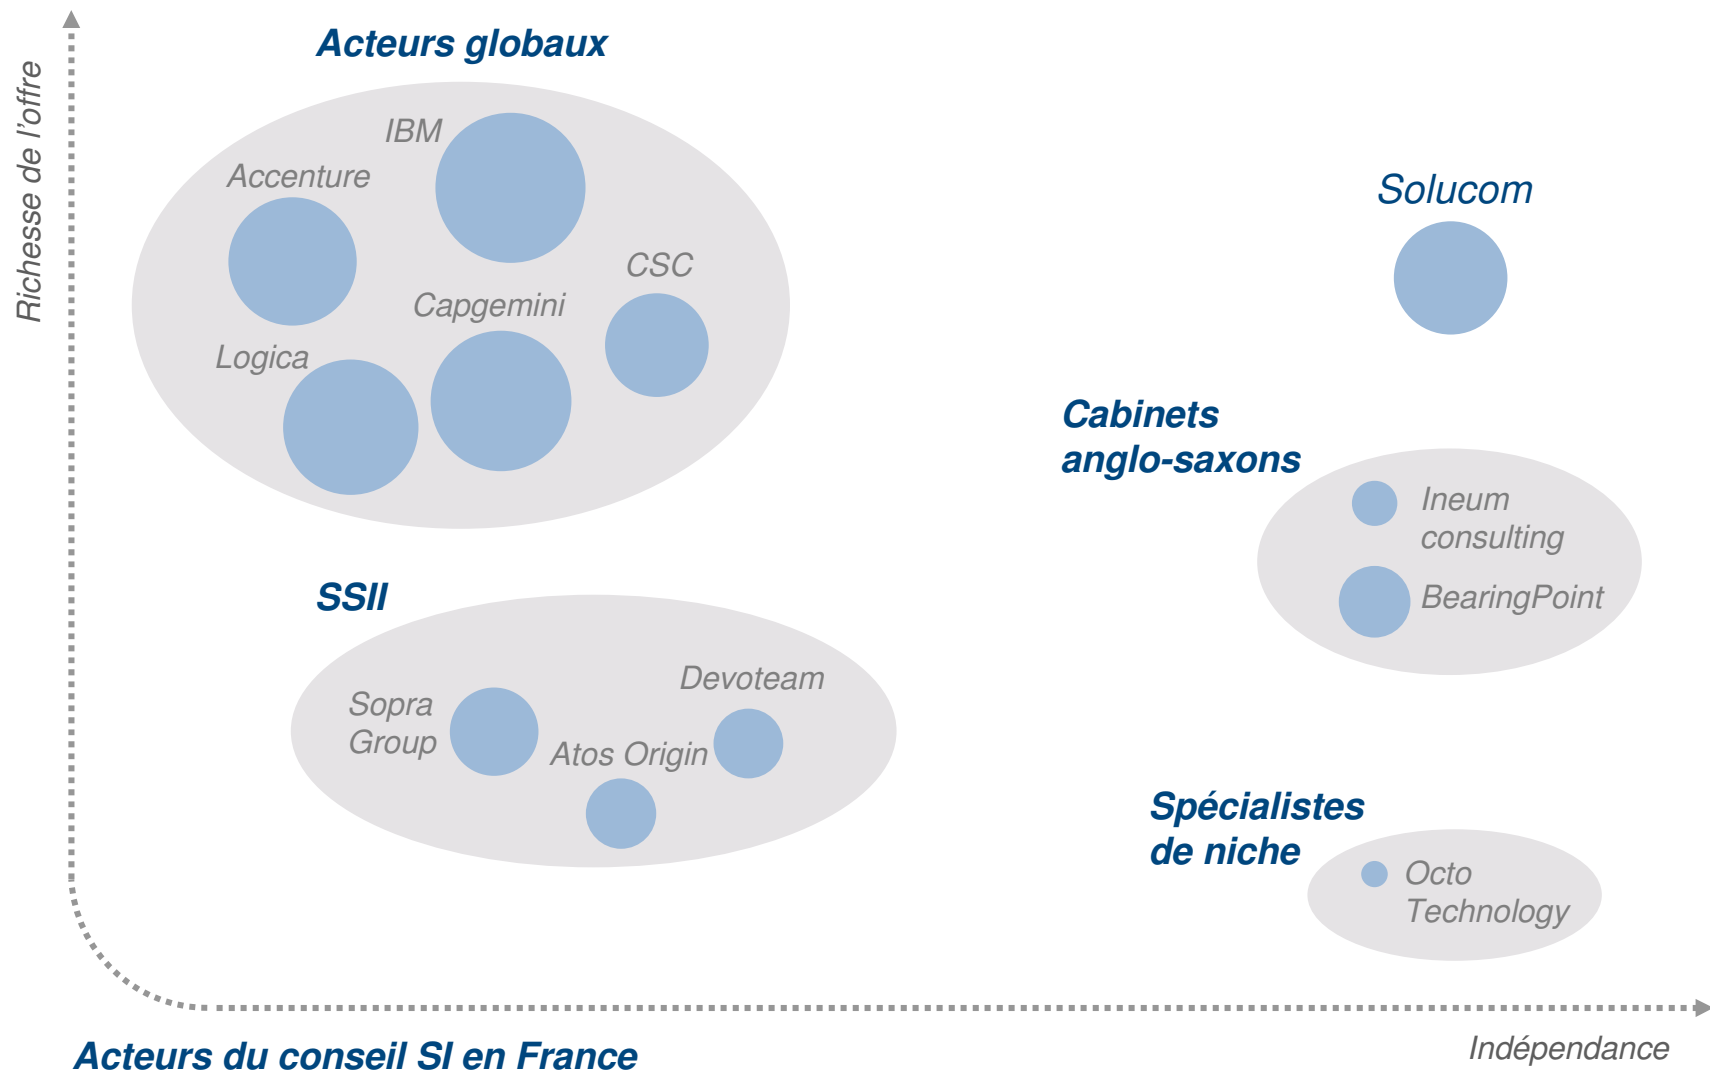 Acteurs globaux
Richesse de l'offre
IBM
Accenture
Solucom
CSC
Capgemini
Logica
Cabinets
anglo-saxons
Ineum
consulting
BearingPoint
SSII
Devoteam
Sopra
Group
Atos Origin
Spécialistes
de niche
Octo
Technology
Indépendance
Acteurs du conseil SI en France